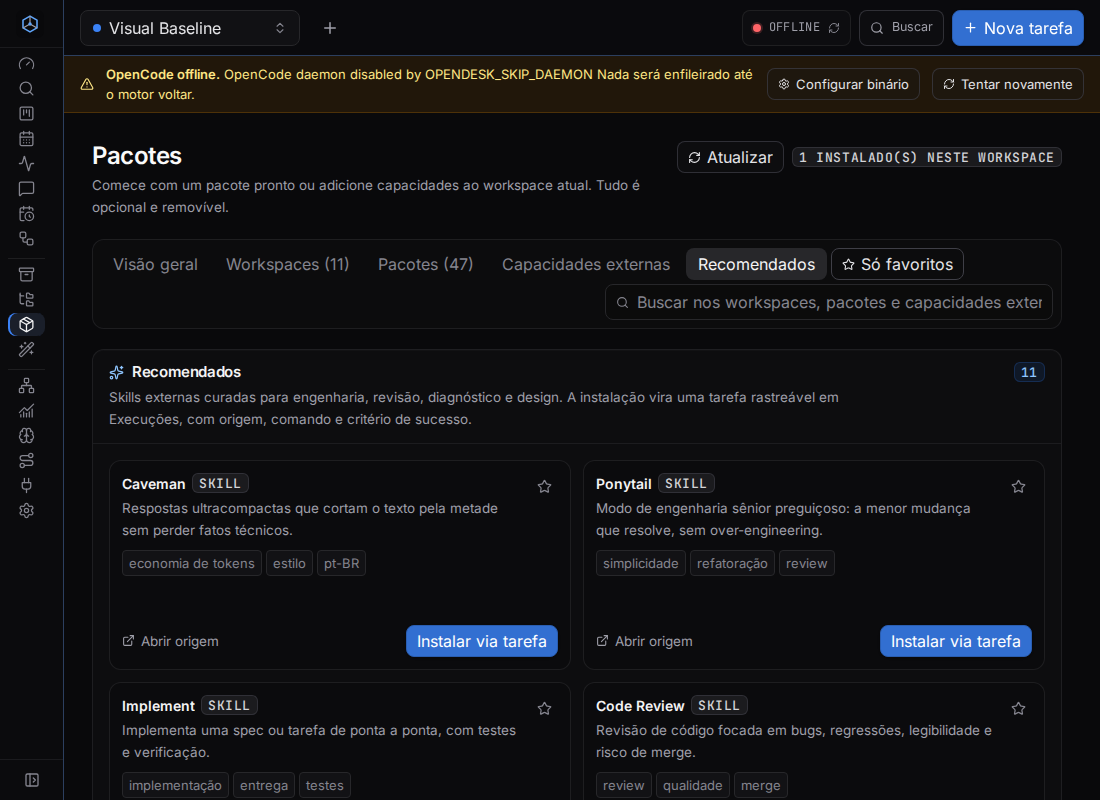 Visual Baseline
OFFLINE
Buscar
Nova tarefa
OpenCode offline. OpenCode daemon disabled by OPENDESK_SKIP_DAEMON Nada será enfileirado até
o motor voltar.
Configurar binário
Tentar novamente
Pacotes
Atualizar
1 INSTALADO(S) NESTE WORKSPACE
Comece com um pacote pronto ou adicione capacidades ao workspace atual. Tudo é
opcional e removível.
Visão geral
Workspaces (11)
Pacotes (47)
Capacidades externas
Recomendados
Só favoritos
Buscar nos workspaces, pacotes e capacidades exter
Recomendados
11
Skills externas curadas para engenharia, revisão, diagnóstico e design. A instalação vira uma tarefa rastreável em
Execuções, com origem, comando e critério de sucesso.
Caveman SKILL
Respostas ultracompactas que cortam o texto pela metade
sem perder fatos técnicos.
economia de tokens
estilo
pt-BR
Abrir origem
Instalar via tarefa
Ponytail SKILL
Modo de engenharia sênior preguiçoso: a menor mudança
que resolve, sem over-engineering.
simplicidade
refatoração
review
Abrir origem
Instalar via tarefa
Implement SKILL
Implementa uma spec ou tarefa de ponta a ponta, com testes
e verificação.
implementação
entrega
testes
Code Review SKILL
Revisão de código focada em bugs, regressões, legibilidade e
risco de merge.
review
qualidade
merge